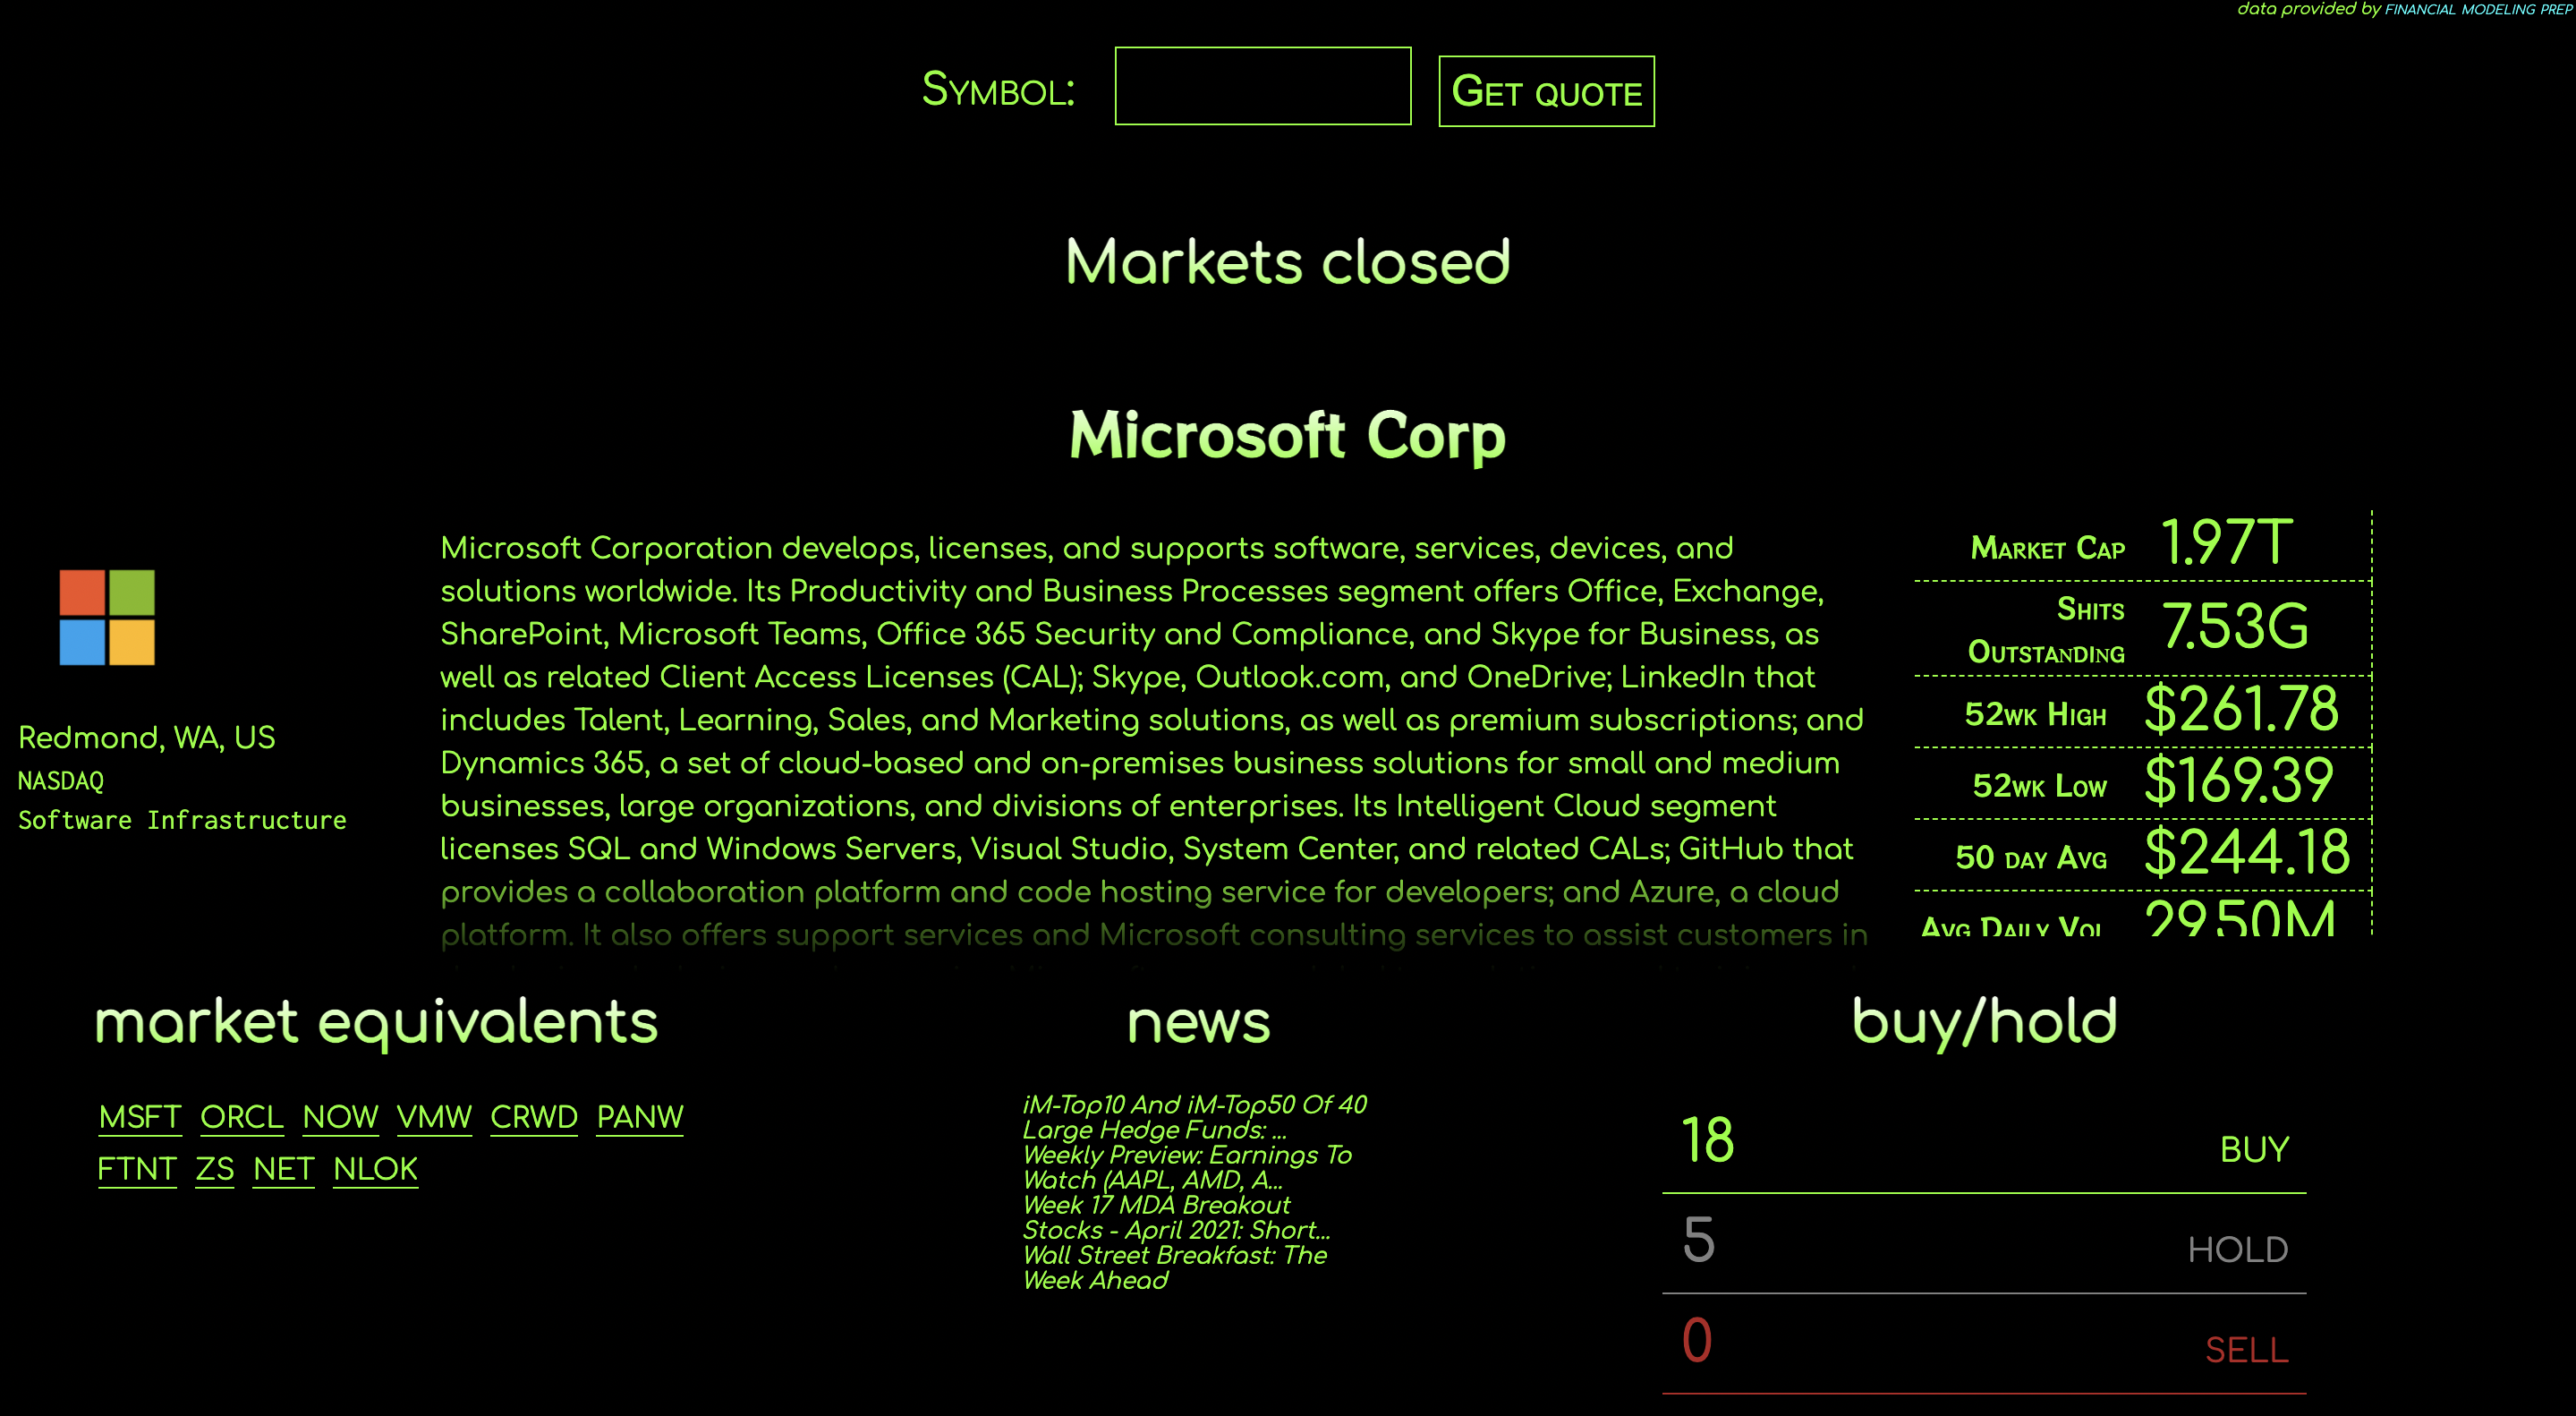 data provided by FINANCIAL MODELING PREP
Symbol: Get quote
Markets closed
Microsoft Corp
Redmond, WA, US
NASDAQ
Software Infrastructure
Microsoft Corporation develops, licenses, and supports software, services, devices, and
solutions worldwide. Its Productivity and Business Processes segment offers Office, Exchange,
SharePoint, Microsoft Teams, Office 365 Security and Compliance, and Skype for Business, as
well as related Client Access Licenses (CAL); Skype, Outlook.com, and OneDrive; LinkedIn that
includes Talent, Learning, Sales, and Marketing solutions, as well as premium subscriptions; and
Dynamics 365, a set of cloud-based and on-premises business solutions for small and medium
businesses, large organizations, and divisions of enterprises. Its Intelligent Cloud segment
licenses SQL and Windows Servers, Visual Studio, System Center, and related CALs; GitHub that
provides a collaboration platform and code hosting service for developers; and Azure, a cloud
platform. It also offers support services and Microsoft consulting services to assist customers in
Market Cap 1.97T
Shits
Outstanding 7.53G
52wk High $261.78
52wk Low $169.39
50 day Avg $244.18
Avg Daily Vol 29.50M
market equivalents
MSFT ORCL NOW VMW CRWD PANW
FTNT ZS NET NLOK
news
iM-Top10 And iM-Top50 Of 40
Large Hedge Funds: ...
Weekly Preview: Earnings To
Watch (AAPL, AMD, A...
Week 17 MDA Breakout
Stocks - April 2021: Short...
Wall Street Breakfast: The
Week Ahead
buy/hold
18 BUY
5 HOLD
0 SELL